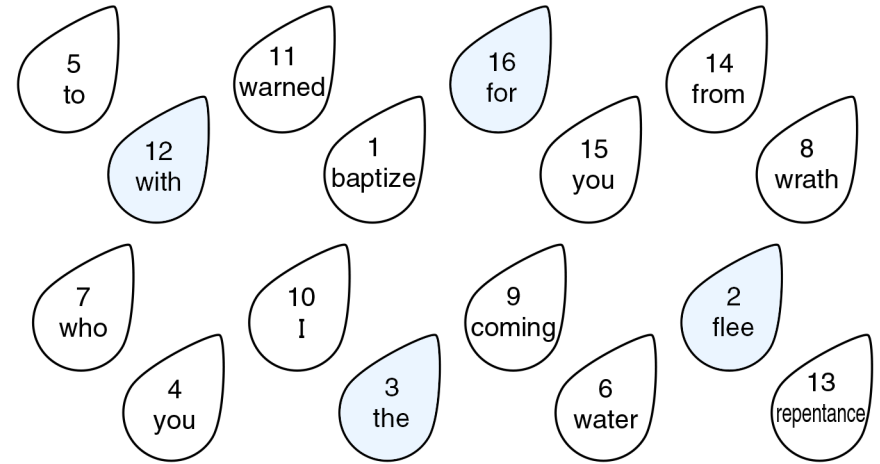 5
to
11
warned
16
for
14
from
12
with
1
baptize
15
you
8
wrath
7
who
10
I
9
coming
2
flee
4
you
3
the
6
water
13
repentance